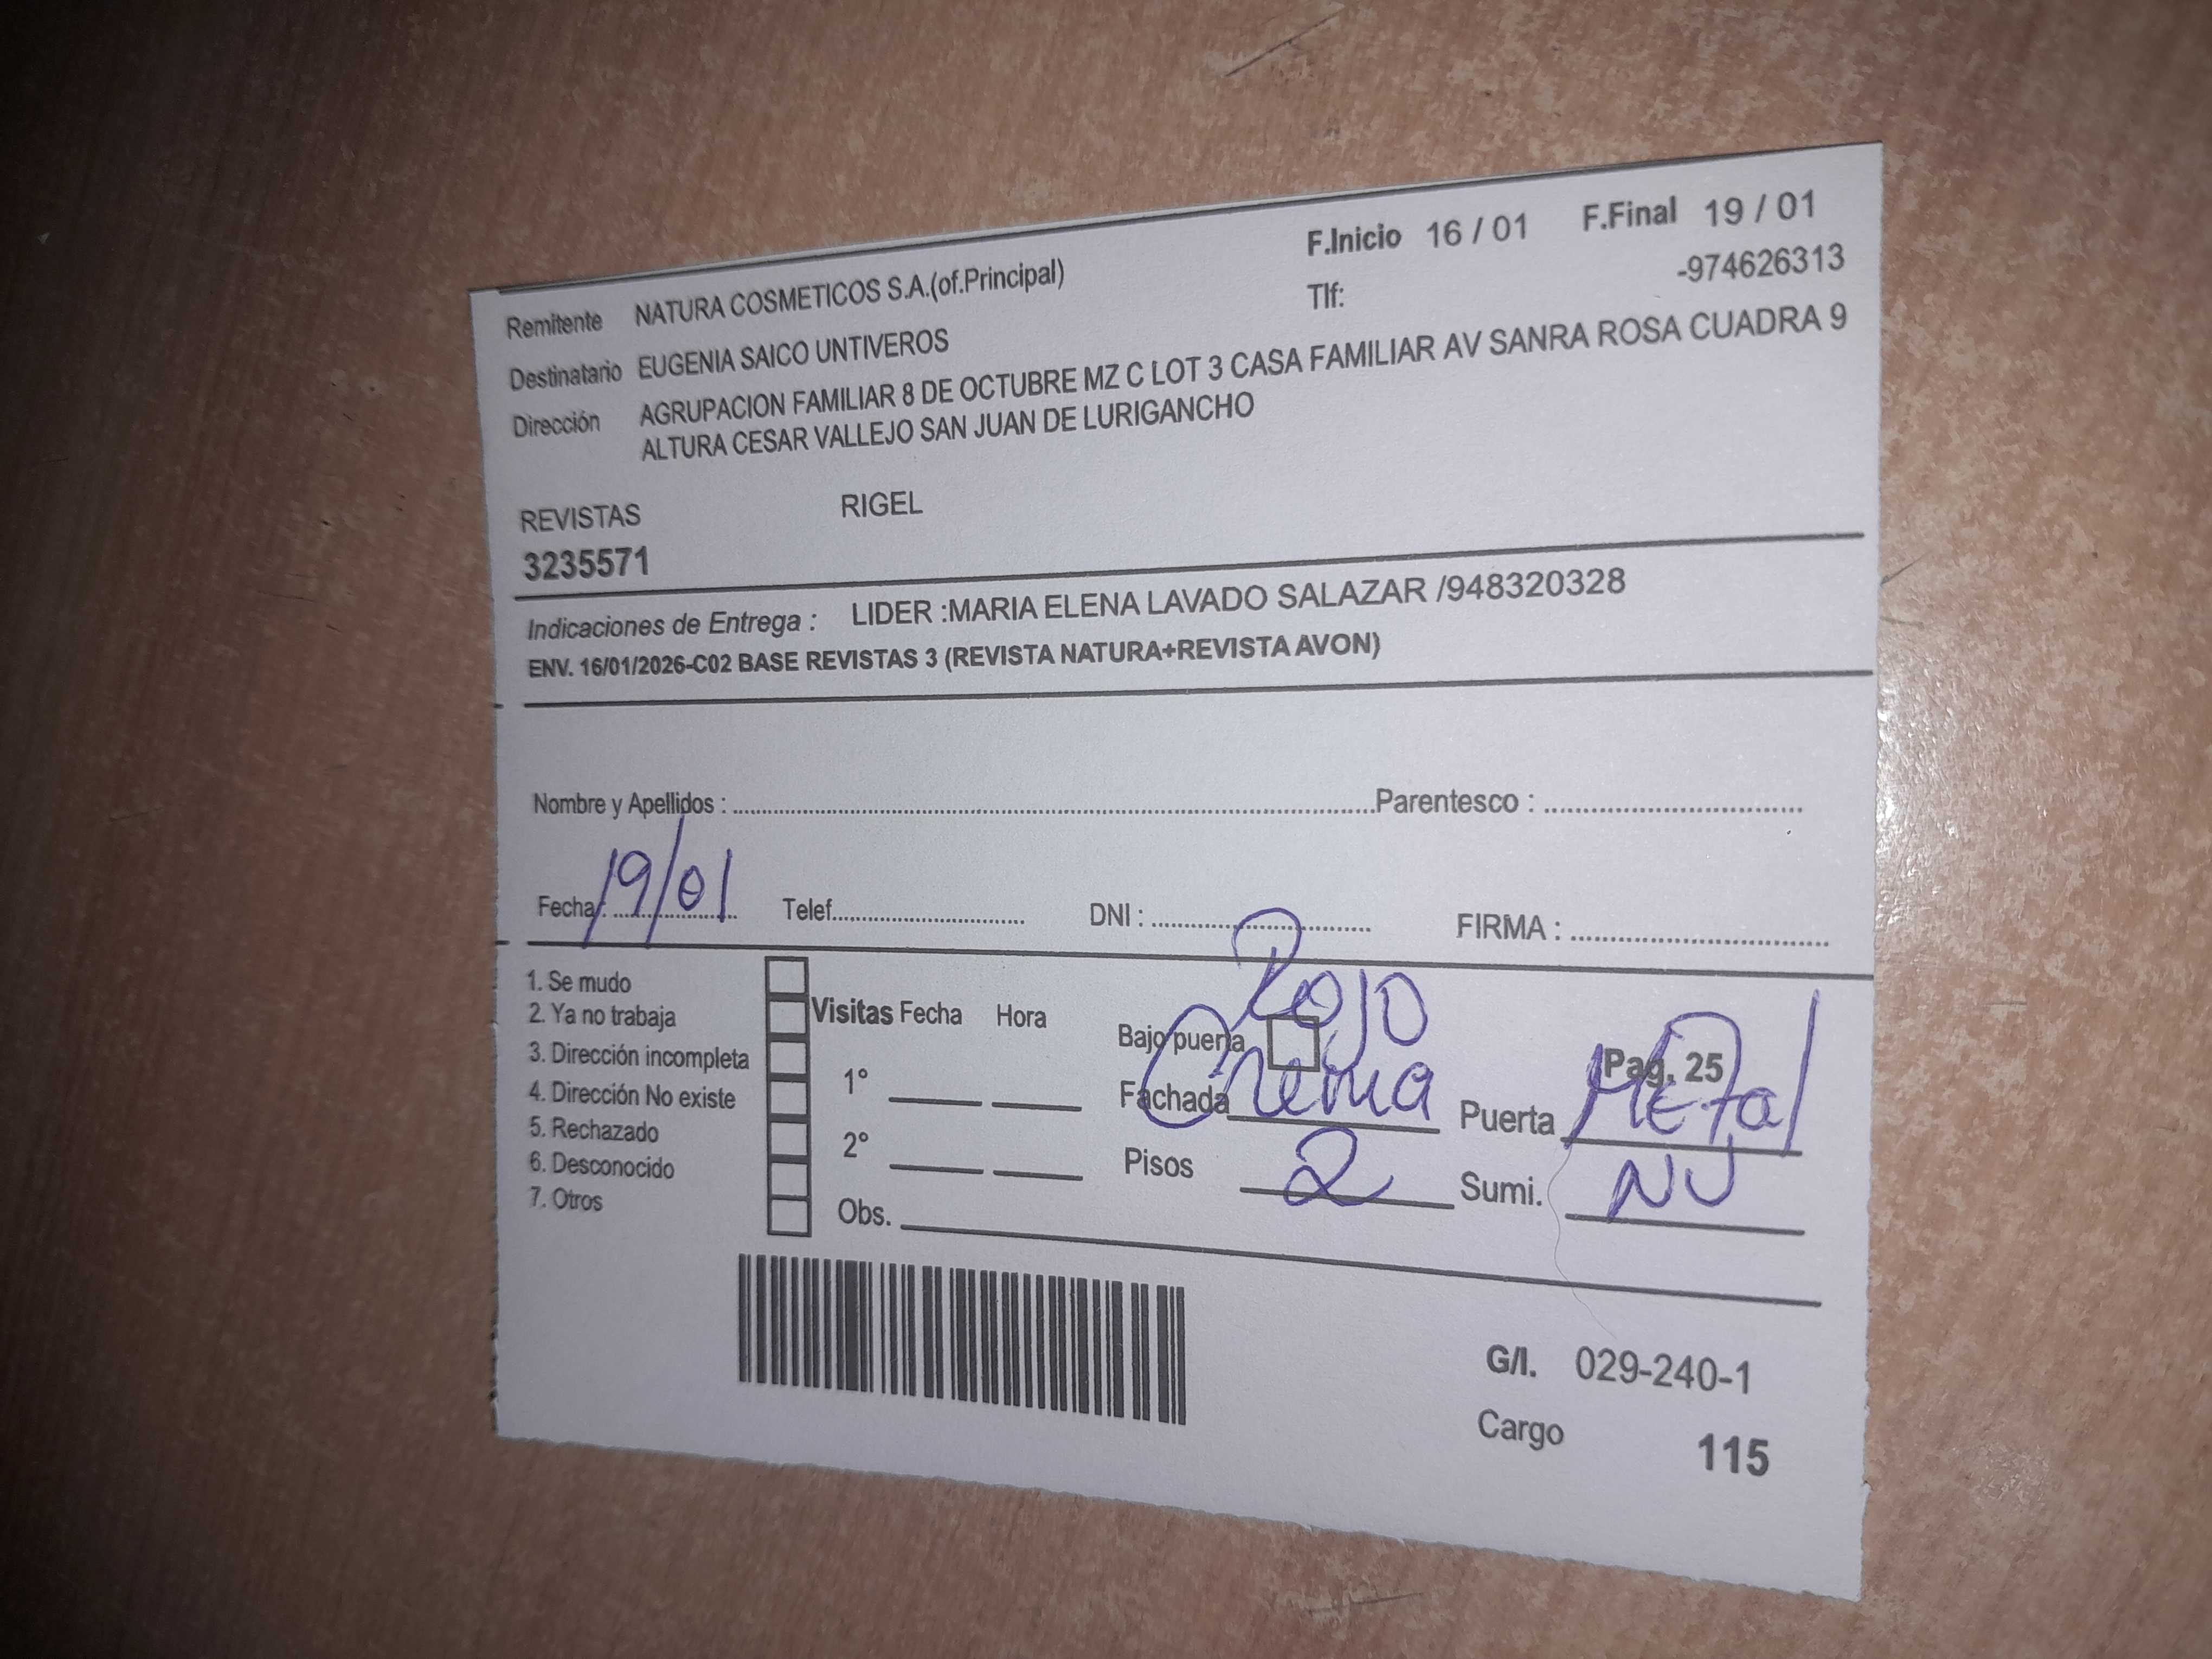 F.Inicio 16 / 01 F.Final 19 / 01
Remitente NATURA COSMETICOS S.A.(of.Principal) Tlf: -974626313
Destinatario EUGENIA SAICO UNTIVEROS
Dirección AGRUPACION FAMILIAR 8 DE OCTUBRE MZ C LOT 3 CASA FAMILIAR AV SANRA ROSA CUADRA 9
ALTURA CESAR VALLEJO SAN JUAN DE LURIGANCHO
REVISTAS RIGEL
3235571
Indicaciones de Entrega : LIDER :MARIA ELENA LAVADO SALAZAR /948320328
ENV. 16/01/2026-C02 BASE REVISTAS 3 (REVISTA NATURA+REVISTA AVON)
Nombre y Apellidos : Parentesco :
Fecha : 19/01 Telef. DNI : FIRMA :
1. Se mudo
2. Ya no trabaja
3. Dirección incompleta
4. Dirección No existe
5. Rechazado
6. Desconocido
7. Otros
Visitas Fecha Hora
1°
2°
Obs.
Rojo
Bajo puerta Pag. 25
Fachada Crema Puerta Metal
Pisos 2 Sumi. NV
G/I. 029-240-1
Cargo 115